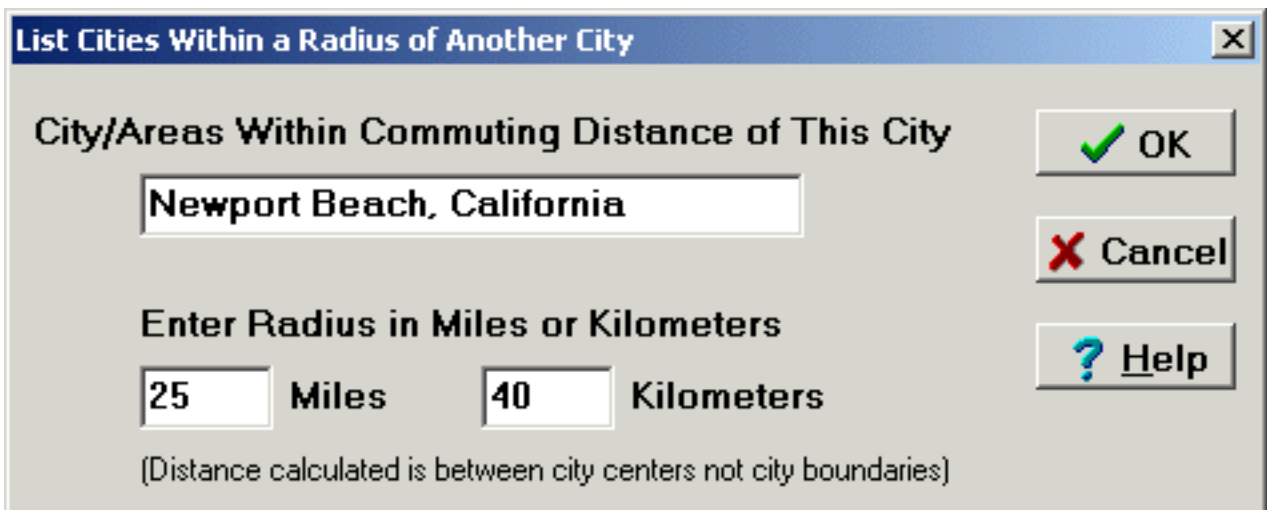 List Cities Within a Radius of Another City
City/Areas Within Commuting Distance of This City
OK
Newport Beach, California
Cancel
Enter Radius in Miles or Kilometers
Help
25 Miles 40 Kilometers
(Distance calculated is between city centers not city boundaries)